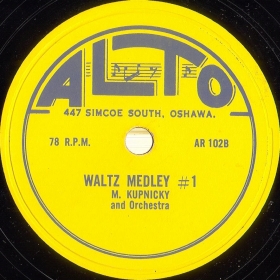 ALTO
447 SIMCOE SOUTH, OSHAWA.
78 R.P.M. AR 102B
WALTZ MEDLEY #1
M. KUPNICKY
and Orchestra